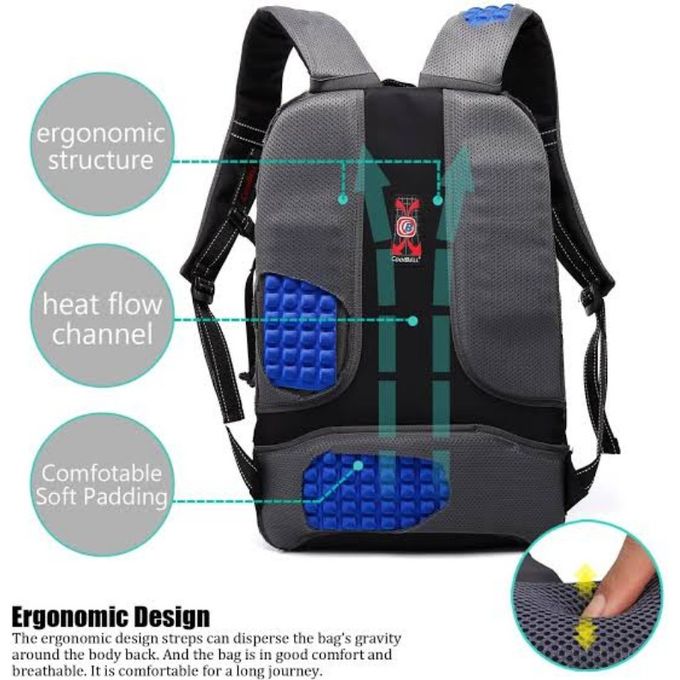 ergonomic
structure
heat flow
channel
Comfotable
Soft Padding
COOLBELL
Ergonomic Design
The ergonomic design streps can disperse the bag's gravity
around the body back. And the bag is in good comfort and
breathable. It is comfortable for a long journey.